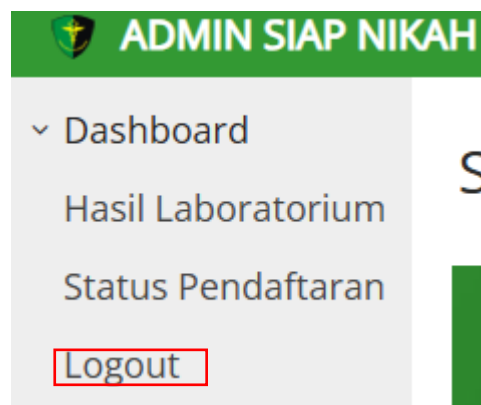 ADMIN SIAP NIKAH
Dashboard
S
Hasil Laboratorium
Status Pendaftaran
Logout